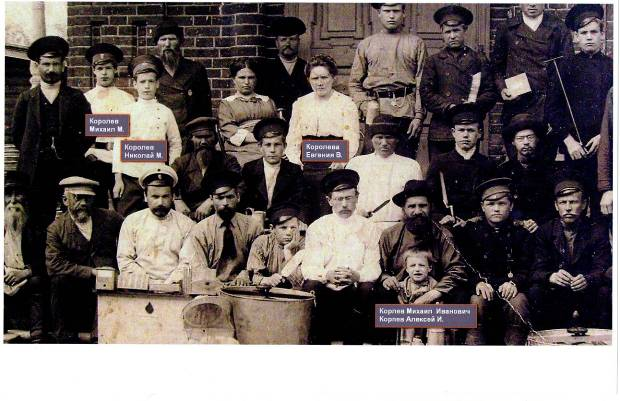 Королев
Михаил М.
Королев
Николай М.
Королева
Евгения В.
Корлев Михаил Иванович
Корлев Алексей И.